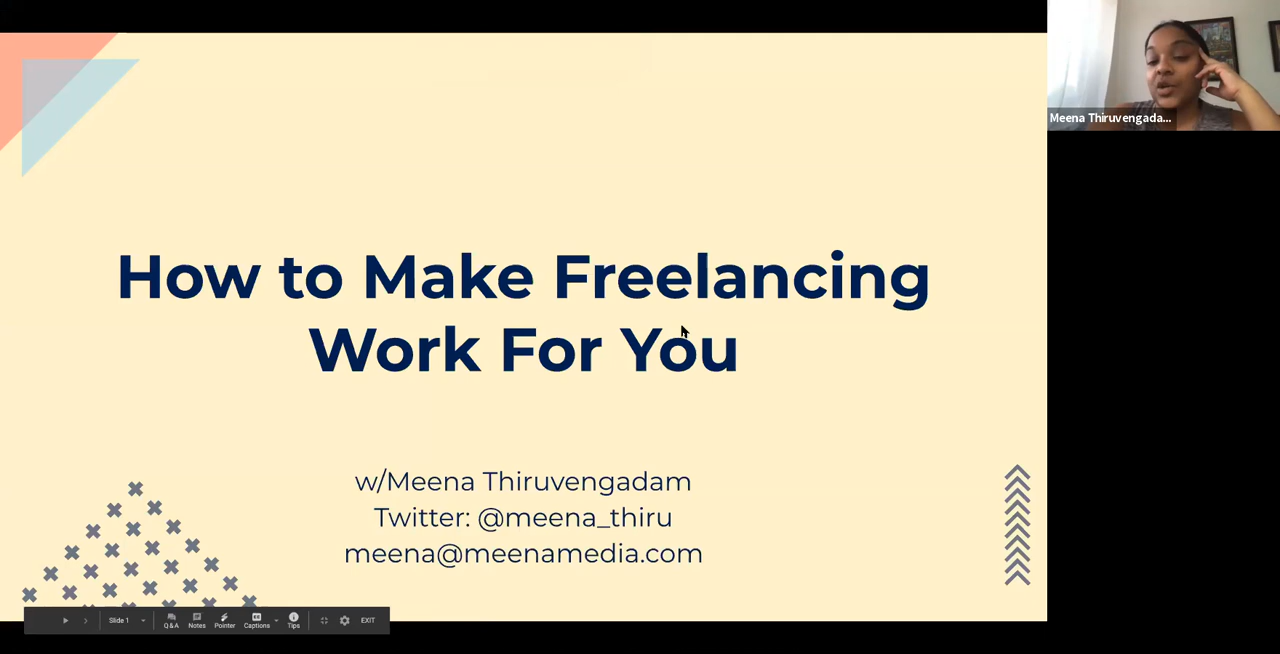 How to Make Freelancing
Work For You
w/Meena Thiruvengadam
Twitter: @meena_thiru
meena@meenamedia.com
Meena Thiruvengada...
Slide 1
Q&A
Notes
Pointer
Captions
Tips
EXIT